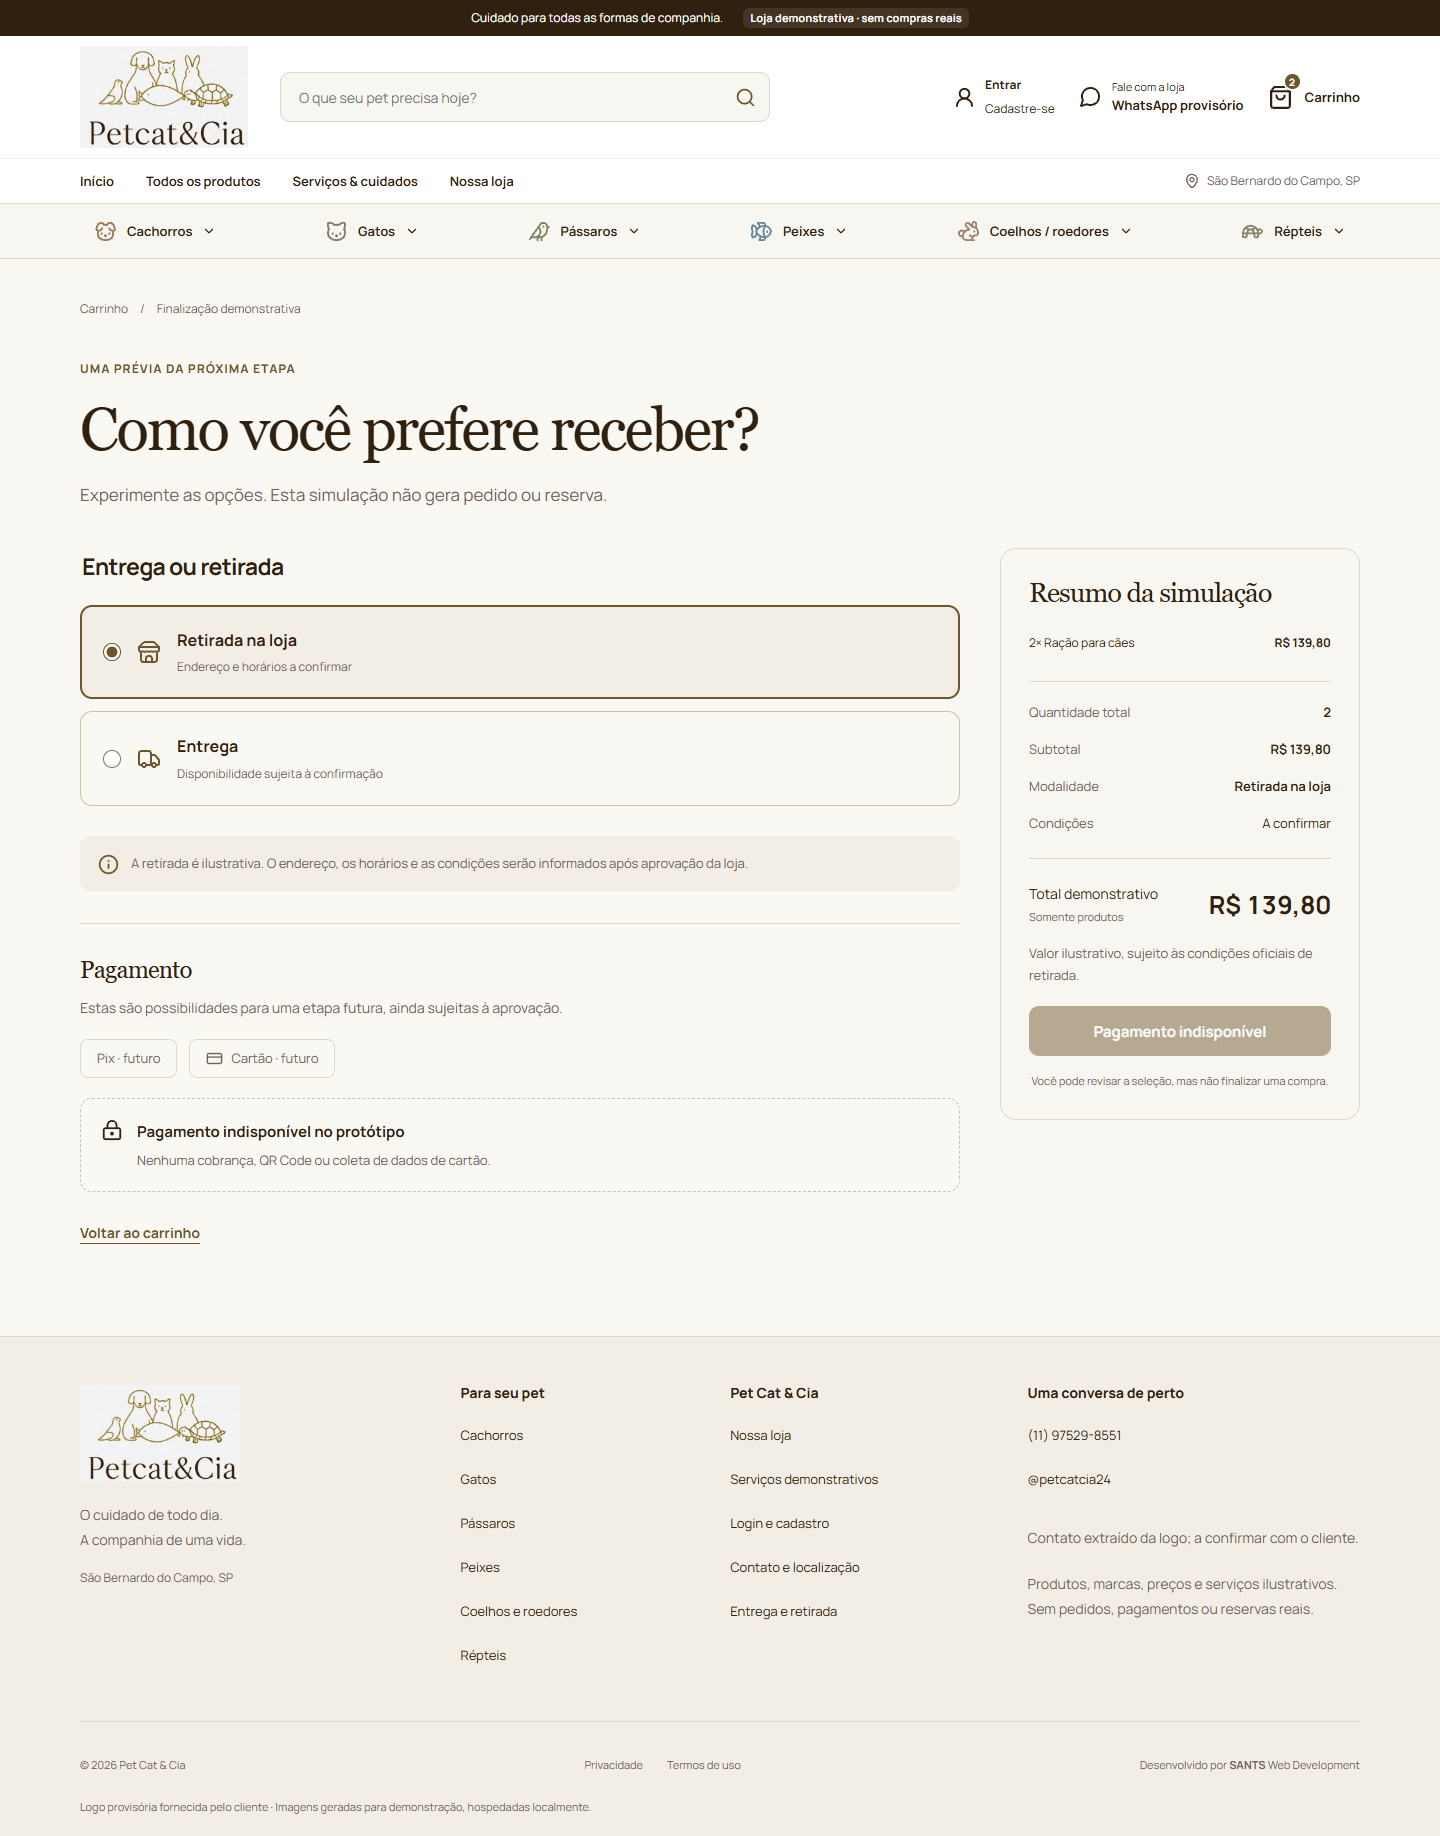 Cuidado para todas as formas de companhia.
Loja demonstrativa · sem compras reais
Petcat&Cia
O que seu pet precisa hoje?
Entrar
Cadastre-se
Fale com a loja
WhatsApp provisório
2
Carrinho
Início
Todos os produtos
Serviços & cuidados
Nossa loja
São Bernardo do Campo, SP
Cachorros
Gatos
Pássaros
Peixes
Coelhos / roedores
Répteis
Carrinho / Finalização demonstrativa
UMA PRÉVIA DA PRÓXIMA ETAPA
Como você prefere receber?
Experimente as opções. Esta simulação não gera pedido ou reserva.
Entrega ou retirada
Retirada na loja
Endereço e horários a confirmar
Entrega
Disponibilidade sujeita à confirmação
A retirada é ilustrativa. O endereço, os horários e as condições serão informados após aprovação da loja.
Pagamento
Estas são possibilidades para uma etapa futura, ainda sujeitas à aprovação.
Pix · futuro
Cartão · futuro
Pagamento indisponível no protótipo
Nenhuma cobrança, QR Code ou coleta de dados de cartão.
Voltar ao carrinho
Resumo da simulação
2× Ração para cães R$ 139,80
Quantidade total 2
Subtotal R$ 139,80
Modalidade Retirada na loja
Condições A confirmar
Total demonstrativo
Somente produtos
R$ 139,80
Valor ilustrativo, sujeito às condições oficiais de
retirada.
Pagamento indisponível
Você pode revisar a seleção, mas não finalizar uma compra.
Petcat&Cia
O cuidado de todo dia.
A companhia de uma vida.
São Bernardo do Campo, SP
Para seu pet
Cachorros
Gatos
Pássaros
Peixes
Coelhos e roedores
Répteis
Pet Cat & Cia
Nossa loja
Serviços demonstrativos
Login e cadastro
Contato e localização
Entrega e retirada
Uma conversa de perto
(11) 97529-8551
@petcatcia24
Contato extraído da logo; a confirmar com o cliente.
Produtos, marcas, preços e serviços ilustrativos.
Sem pedidos, pagamentos ou reservas reais.
© 2026 Pet Cat & Cia
Privacidade
Termos de uso
Desenvolvido por SANTS Web Development
Logo provisória fornecida pelo cliente · Imagens geradas para demonstração, hospedadas localmente.